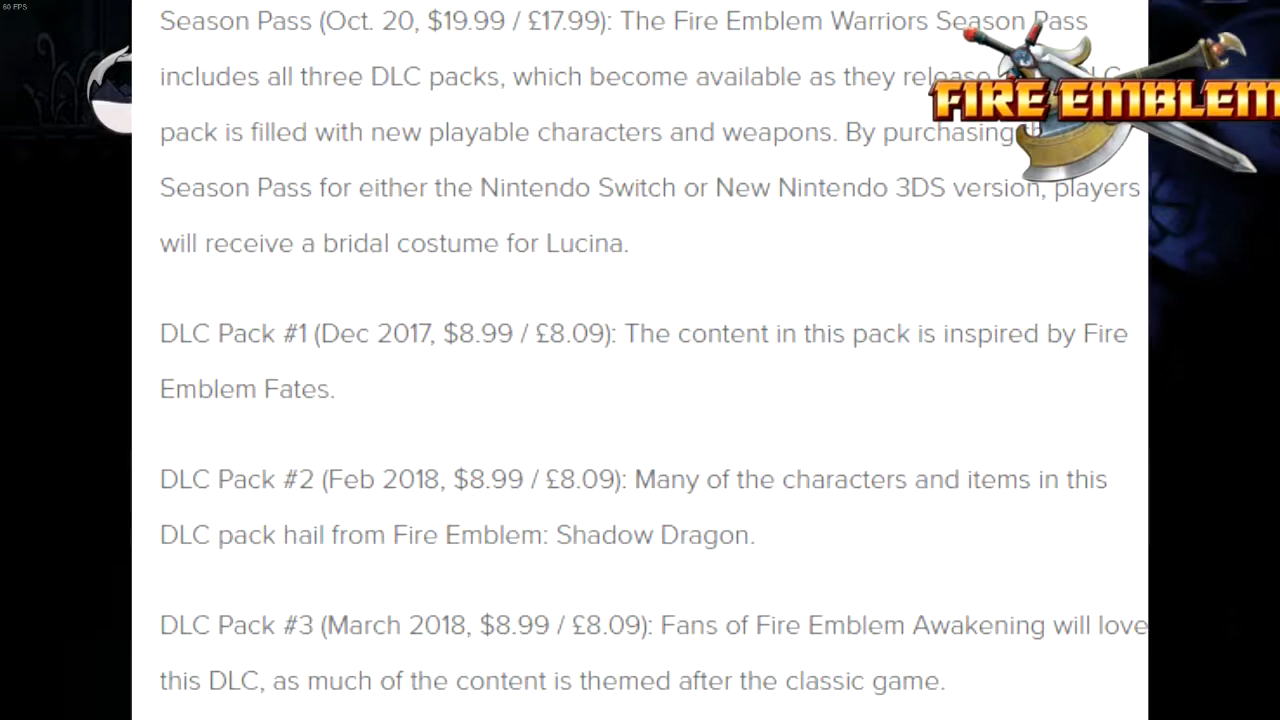 60 FPS
Season Pass (Oct. 20, $19.99 / £17.99): The Fire Emblem Warriors Season Pass
includes all three DLC packs, which become available as they release
pack is filled with new playable characters and weapons. By purchasing
Season Pass for either the Nintendo Switch or New Nintendo 3DS version, players
will receive a bridal costume for Lucina.
FIRE EMBLEM
DLC Pack #1 (Dec 2017, $8.99 / £8.09): The content in this pack is inspired by Fire
Emblem Fates.
DLC Pack #2 (Feb 2018, $8.99 / £8.09): Many of the characters and items in this
DLC pack hail from Fire Emblem: Shadow Dragon.
DLC Pack #3 (March 2018, $8.99 / £8.09): Fans of Fire Emblem Awakening will love
this DLC, as much of the content is themed after the classic game.